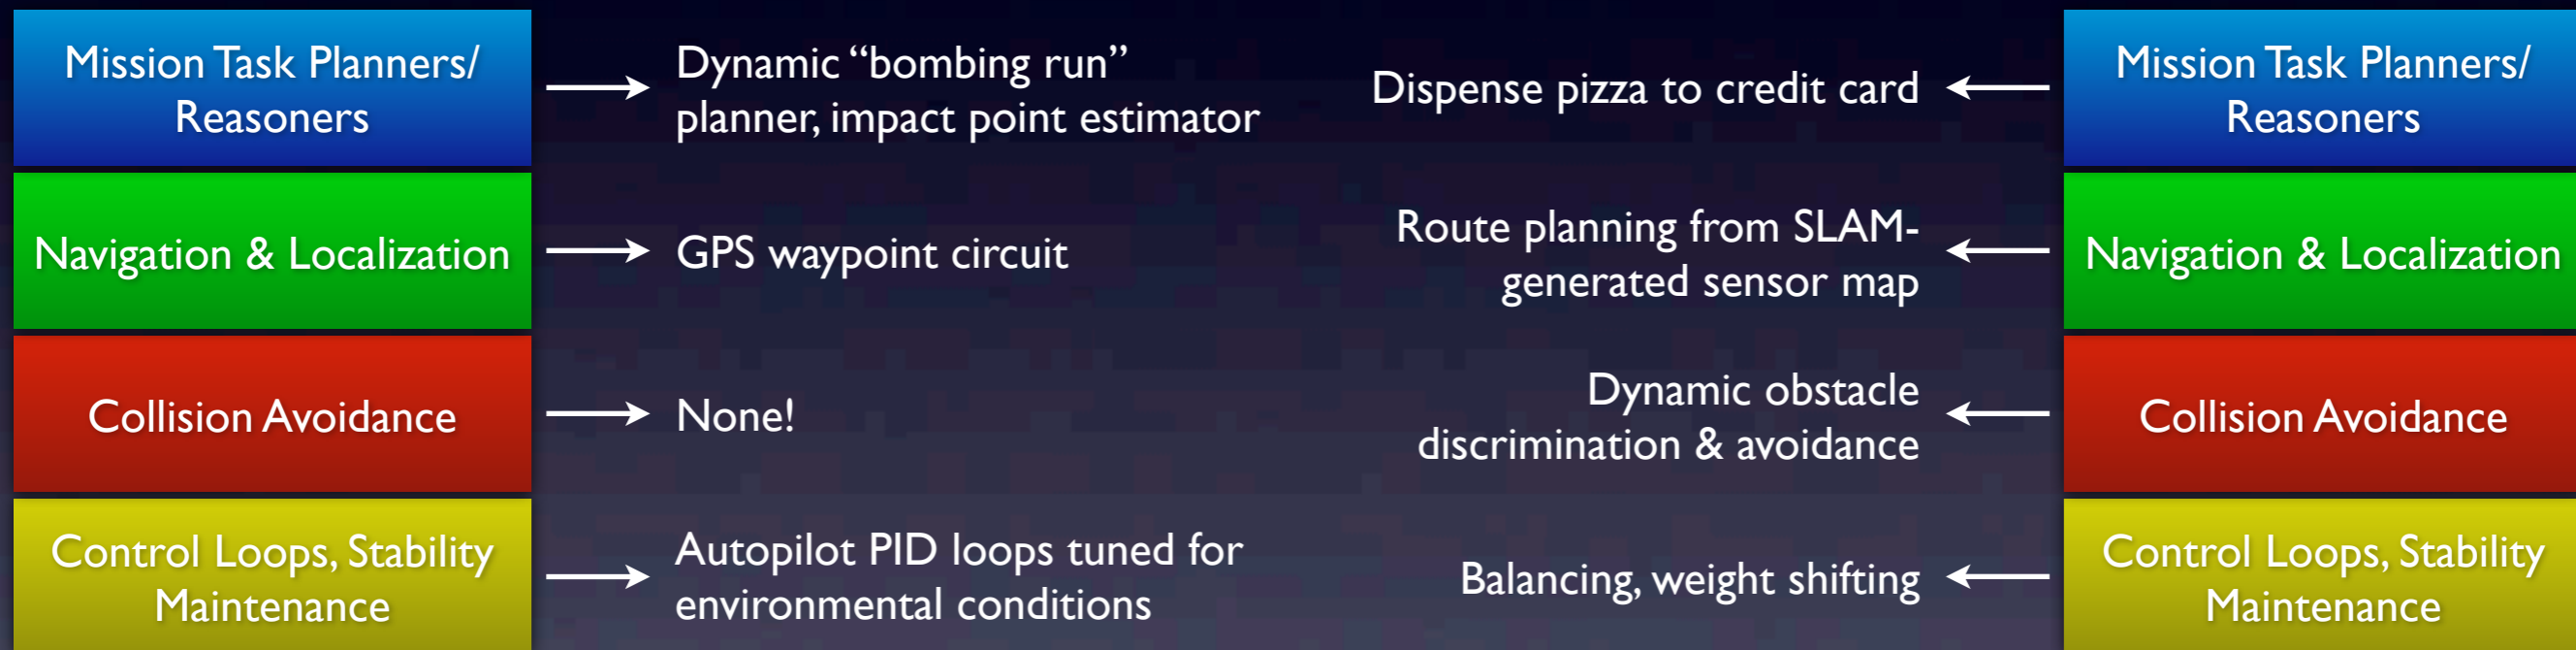 Mission Task Planners/
Reasoners
Dynamic “bombing run”
planner, impact point estimator
Dispense pizza to credit card
Mission Task Planners/
Reasoners
Navigation & Localization
GPS waypoint circuit
Route planning from SLAM-
generated sensor map
Navigation & Localization
Collision Avoidance
None!
Dynamic obstacle
discrimination & avoidance
Collision Avoidance
Control Loops, Stability
Maintenance
Autopilot PID loops tuned for
environmental conditions
Balancing, weight shifting
Control Loops, Stability
Maintenance